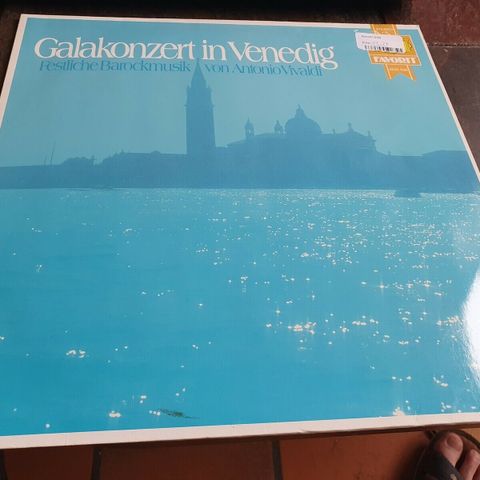 Galakonzert in Venedig
Festliche Barockmusik von Antonio Vivaldi
FAVORIT